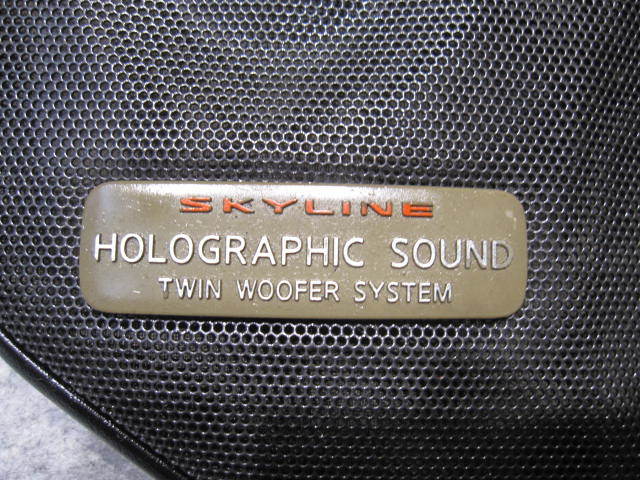 SKYLINE
HOLOGRAPHIC SOUND
TWIN WOOFER SYSTEM